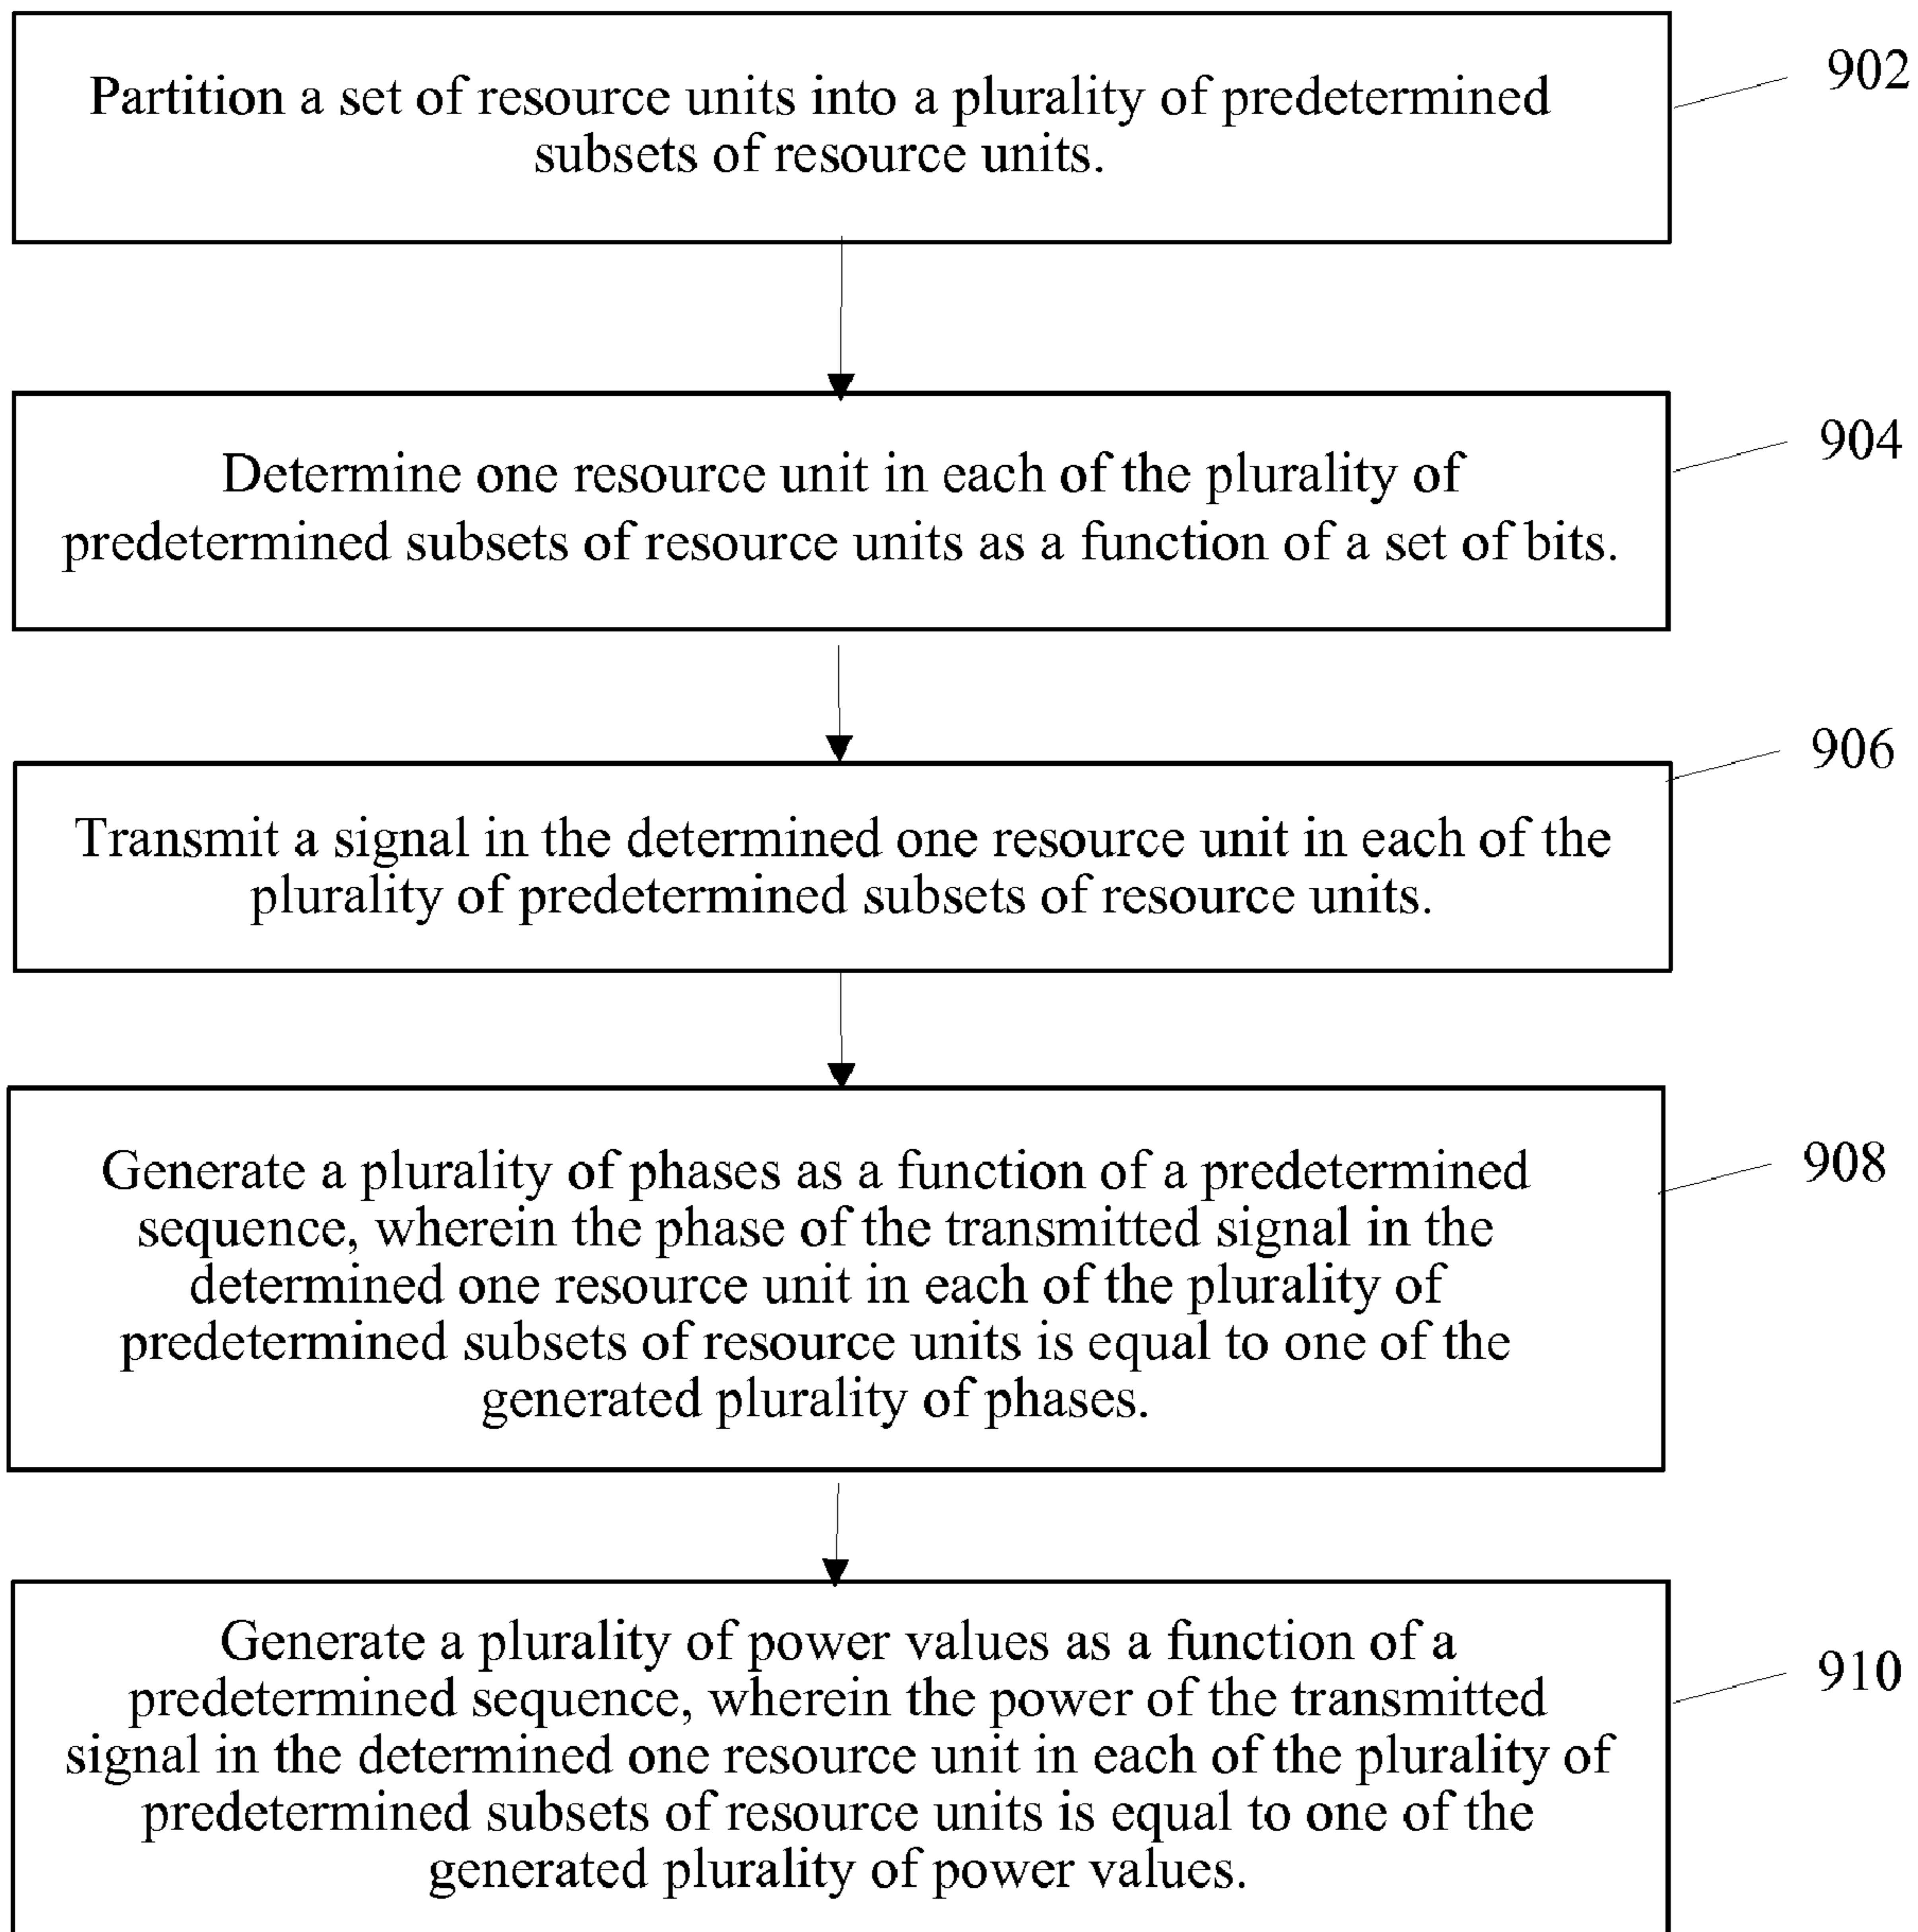 Partition a set of resource units into a plurality of predetermined
subsets of resource units.
902
Determine one resource unit in each of the plurality of
predetermined subsets of resource units as a function of a set of bits.
904
Transmit a signal in the determined one resource unit in each of the
plurality of predetermined subsets of resource units.
906
Generate a plurality of phases as a function of a predetermined
sequence, wherein the phase of the transmitted signal in the
determined one resource unit in each of the plurality of
predetermined subsets of resource units is equal to one of the
generated plurality of phases.
908
Generate a plurality of power values as a function of a
predetermined sequence, wherein the power of the transmitted
signal in the determined one resource unit in each of the plurality of
predetermined subsets of resource units is equal to one of the
generated plurality of power values.
910